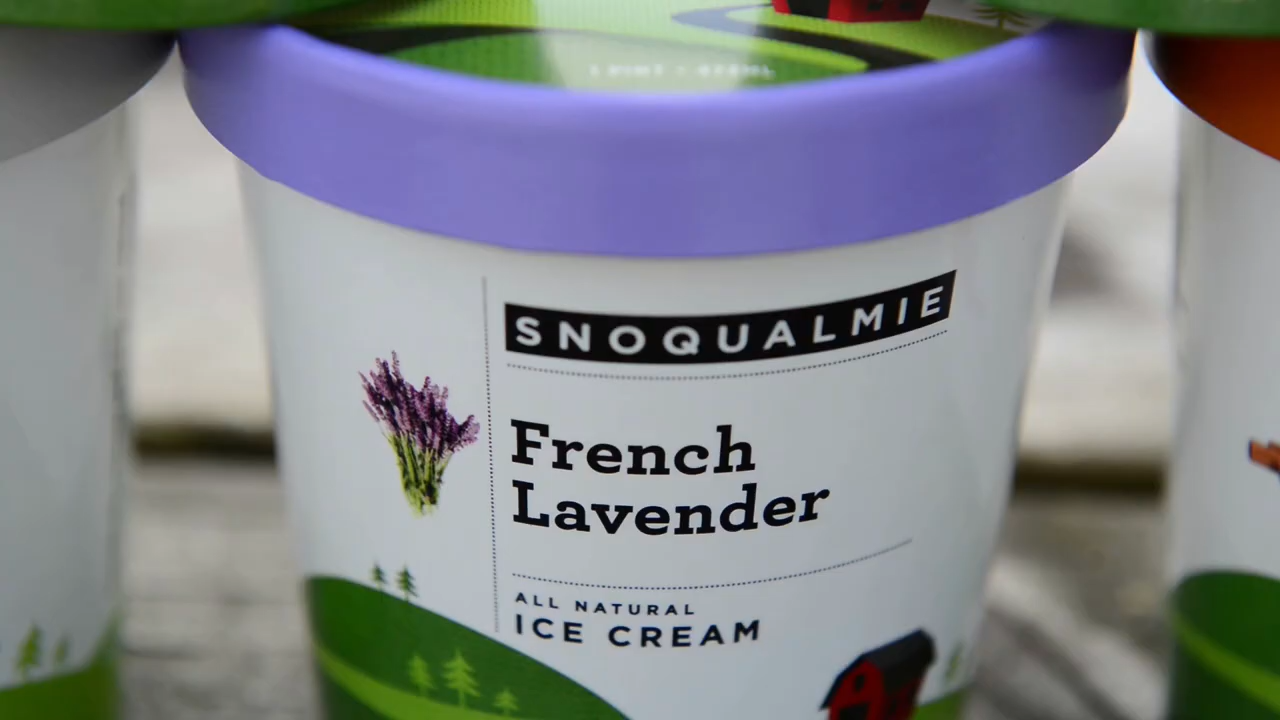 SNOQUALMIE
French
Lavender
ALL NATURAL
ICE CREAM